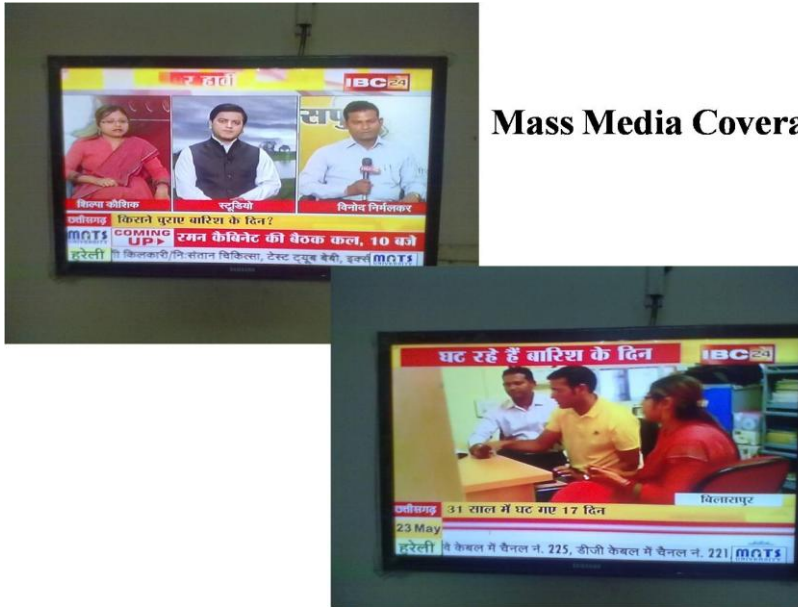 Mass Media Covera
र हाथी
IBC24
शिल्पा कौशिक
स्टूडियो
विनोद निर्मलकर
छत्तीसगढ़
किसने चुराए बारिश के दिन?
MATS
COMING UP
रमन कैबिनेट की बैठक कल, 10 बजे
हरेली
किलकारी/निःसंतान चिकित्सा, टेस्ट ट्यूब बेबी,
MATS
घट रहे हैं बारिश के दिन
IBC24
बिलासपुर
छत्तीसगढ़
31 साल में घट गए 17 दिन
23 May
हरेली
केबल में चैनल नं. 225, डीजी केबल में चैनल नं. 221
MATS